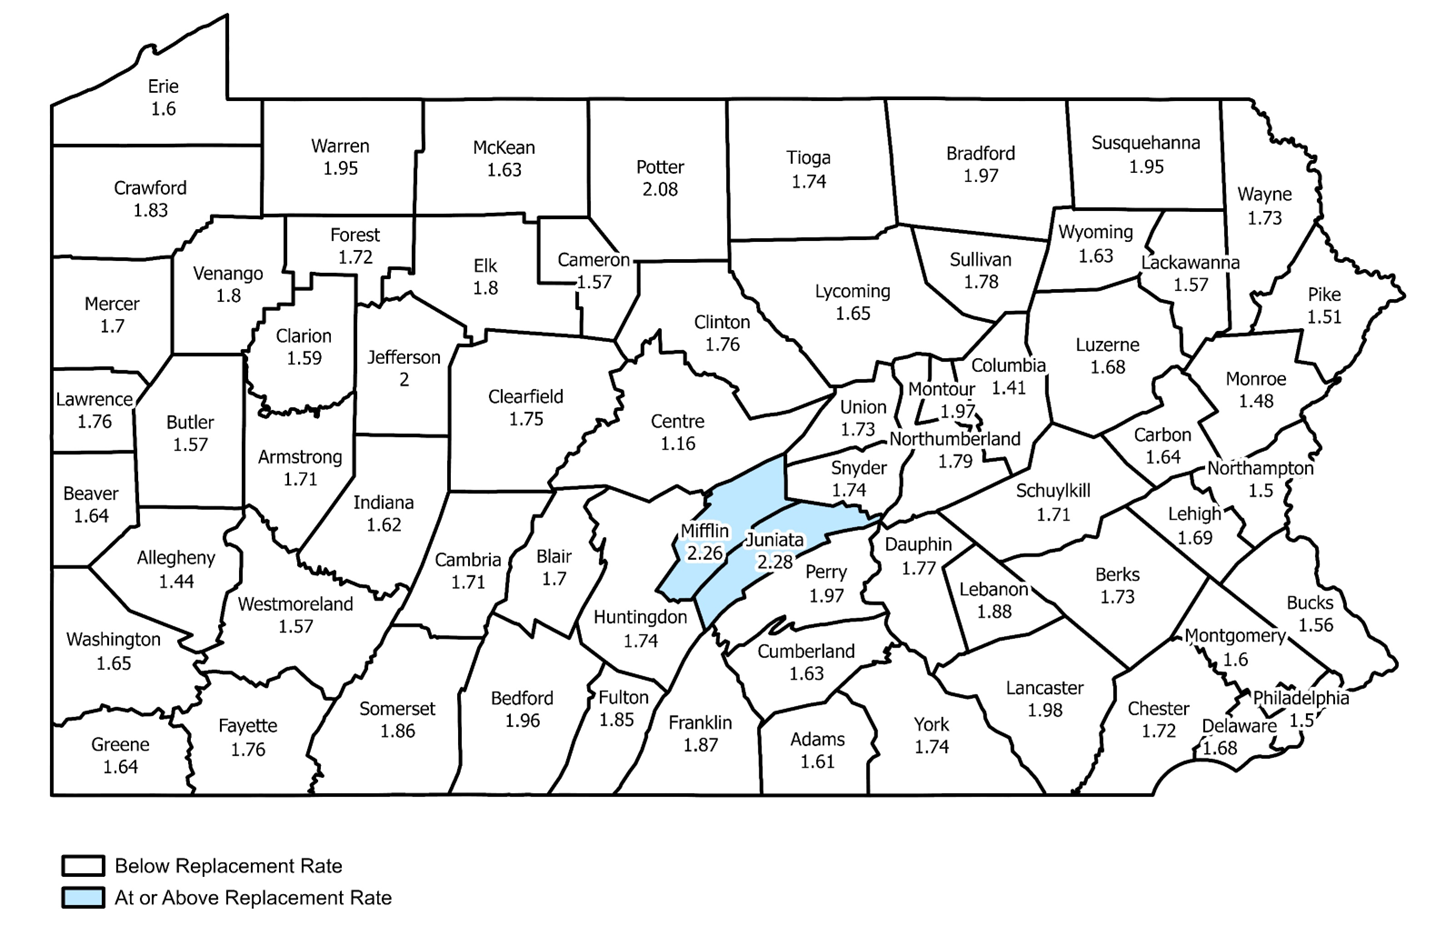 Erie
1.6
Warren
1.95
McKean
1.63
Potter
2.08
Tioga
1.74
Bradford
1.97
Susquehanna
1.95
Wayne
1.73
Crawford
1.83
Forest
1.72
Venango
1.8
Elk
1.8
Cameron
1.57
Sullivan
1.78
Wyoming
1.63
Lackawanna
1.57
Pike
1.51
Mercer
1.7
Clarion
1.59
Jefferson
2
Clinton
1.76
Lycoming
1.65
Columbia
1.41
Luzerne
1.68
Monroe
1.48
Lawrence
1.76
Butler
1.57
Clearfield
1.75
Centre
1.16
Union
1.73
Montour
1.97
Northumberland
1.79
Carbon
1.64
Armstrong
1.71
Beaver
1.64
Indiana
1.62
Snyder
1.74
Schuylkill
1.71
Northampton
1.5
Lehigh
1.69
Allegheny
1.44
Cambria
1.71
Blair
1.7
Mifflin
2.26
Juniata
2.28
Perry
1.97
Dauphin
1.77
Lebanon
1.88
Berks
1.73
Bucks
1.56
Westmoreland
1.57
Huntingdon
1.74
Washington
1.65
Cumberland
1.63
Montgomery
1.6
Greene
1.64
Fayette
1.76
Somerset
1.86
Bedford
1.96
Fulton
1.85
Franklin
1.87
Adams
1.61
York
1.74
Lancaster
1.98
Chester
1.72
Delaware
1.68
Philadelphia
1.5
Below Replacement Rate
At or Above Replacement Rate